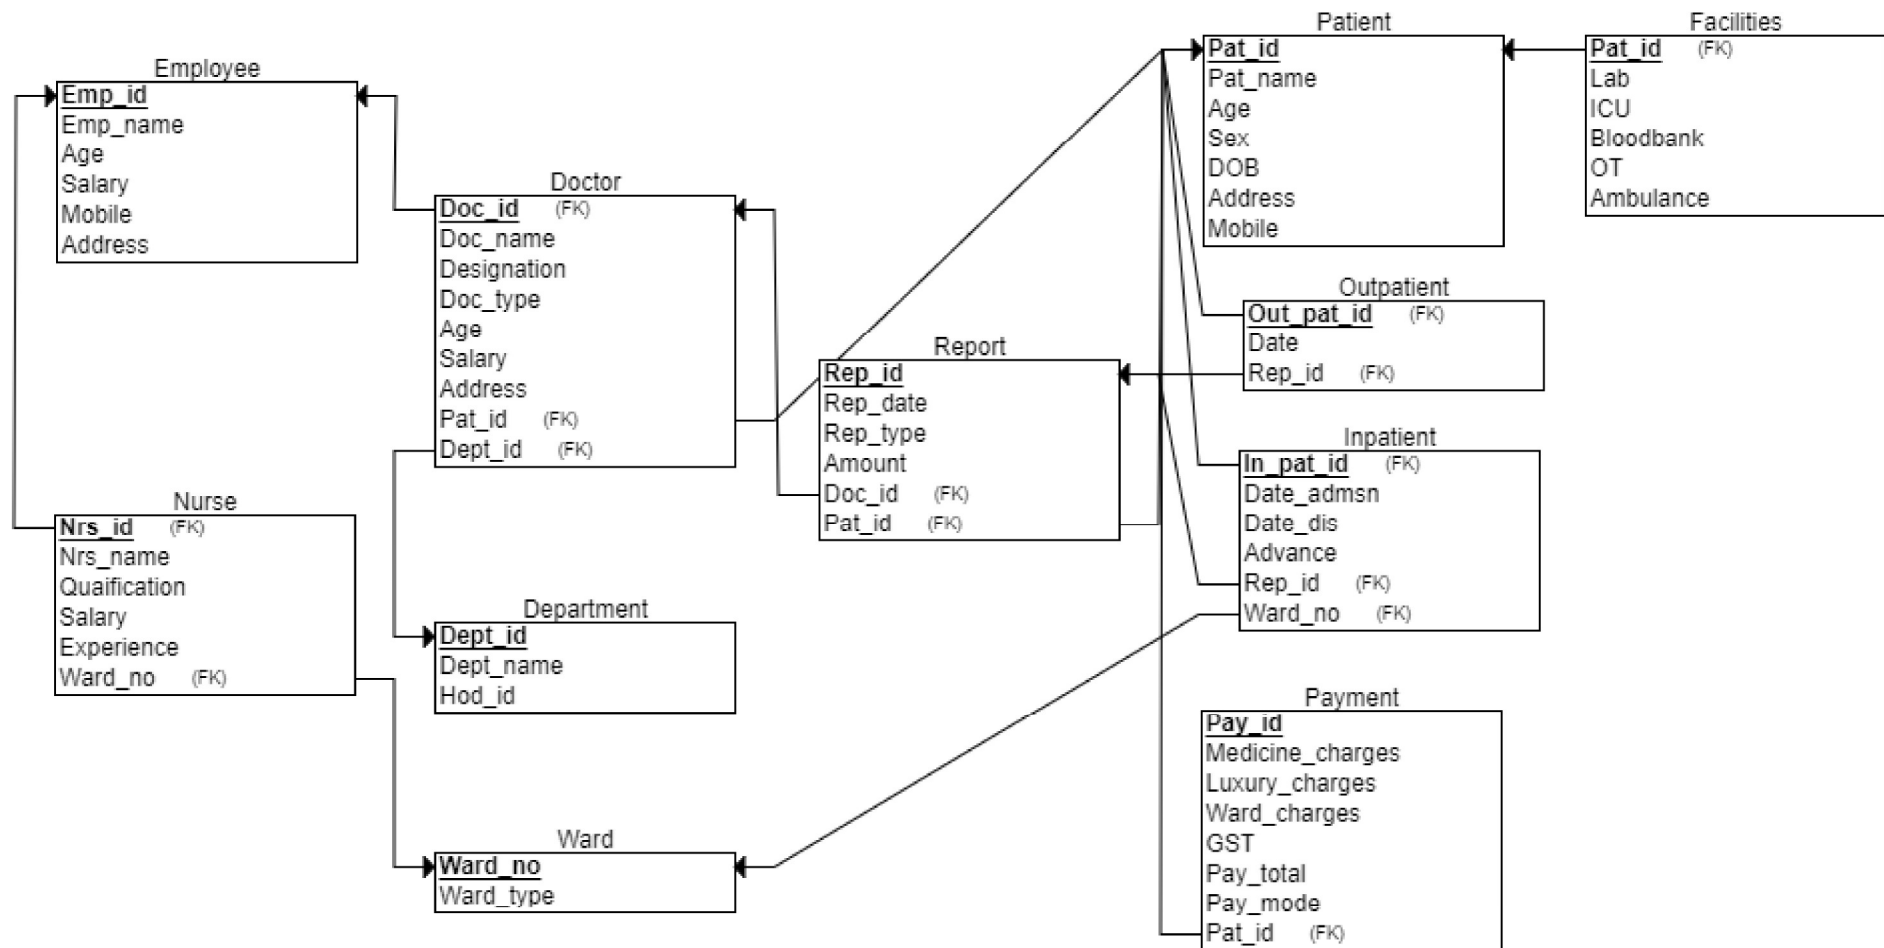 Employee
Emp_id
Emp_name
Age
Salary
Mobile
Address
Nurse
Nrs_id (FK)
Nrs_name
Quaification
Salary
Experience
Ward_no (FK)
Doctor
Doc_id (FK)
Doc_name
Designation
Doc_type
Age
Salary
Address
Pat_id (FK)
Dept_id (FK)
Department
Dept_id
Dept_name
Hod_id
Ward
Ward_no
Ward_type
Report
Rep_id
Rep_date
Rep_type
Amount
Doc_id (FK)
Pat_id (FK)
Patient
Pat_id
Pat_name
Age
Sex
DOB
Address
Mobile
Facilities
Pat_id (FK)
Lab
ICU
Bloodbank
OT
Ambulance
Outpatient
Out_pat_id (FK)
Date
Rep_id (FK)
Inpatient
In_pat_id (FK)
Date_admsn
Date_dis
Advance
Rep_id (FK)
Ward_no (FK)
Payment
Pay_id
Medicine_charges
Luxury_charges
Ward_charges
GST
Pay_total
Pay_mode
Pat_id (FK)